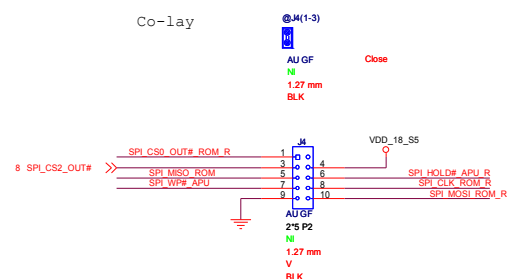 Co-lay
@J4(1-3)
AU GF
Close
NI
1.27 mm
BLK
J4
VDD_18_S5
SPI_CS0_OUT#_ROM_R
1
8 SPI_CS2_OUT#
3
4
SPI_MISO_ROM
5
6
SPI_HOLD#_APU_R
SPI_WP#_APU
7
8
SPI_CLK_ROM_R
9
10
SPI_MOSI_ROM_R
AU GF
2*5 P2
NI
1.27 mm
V
BLK